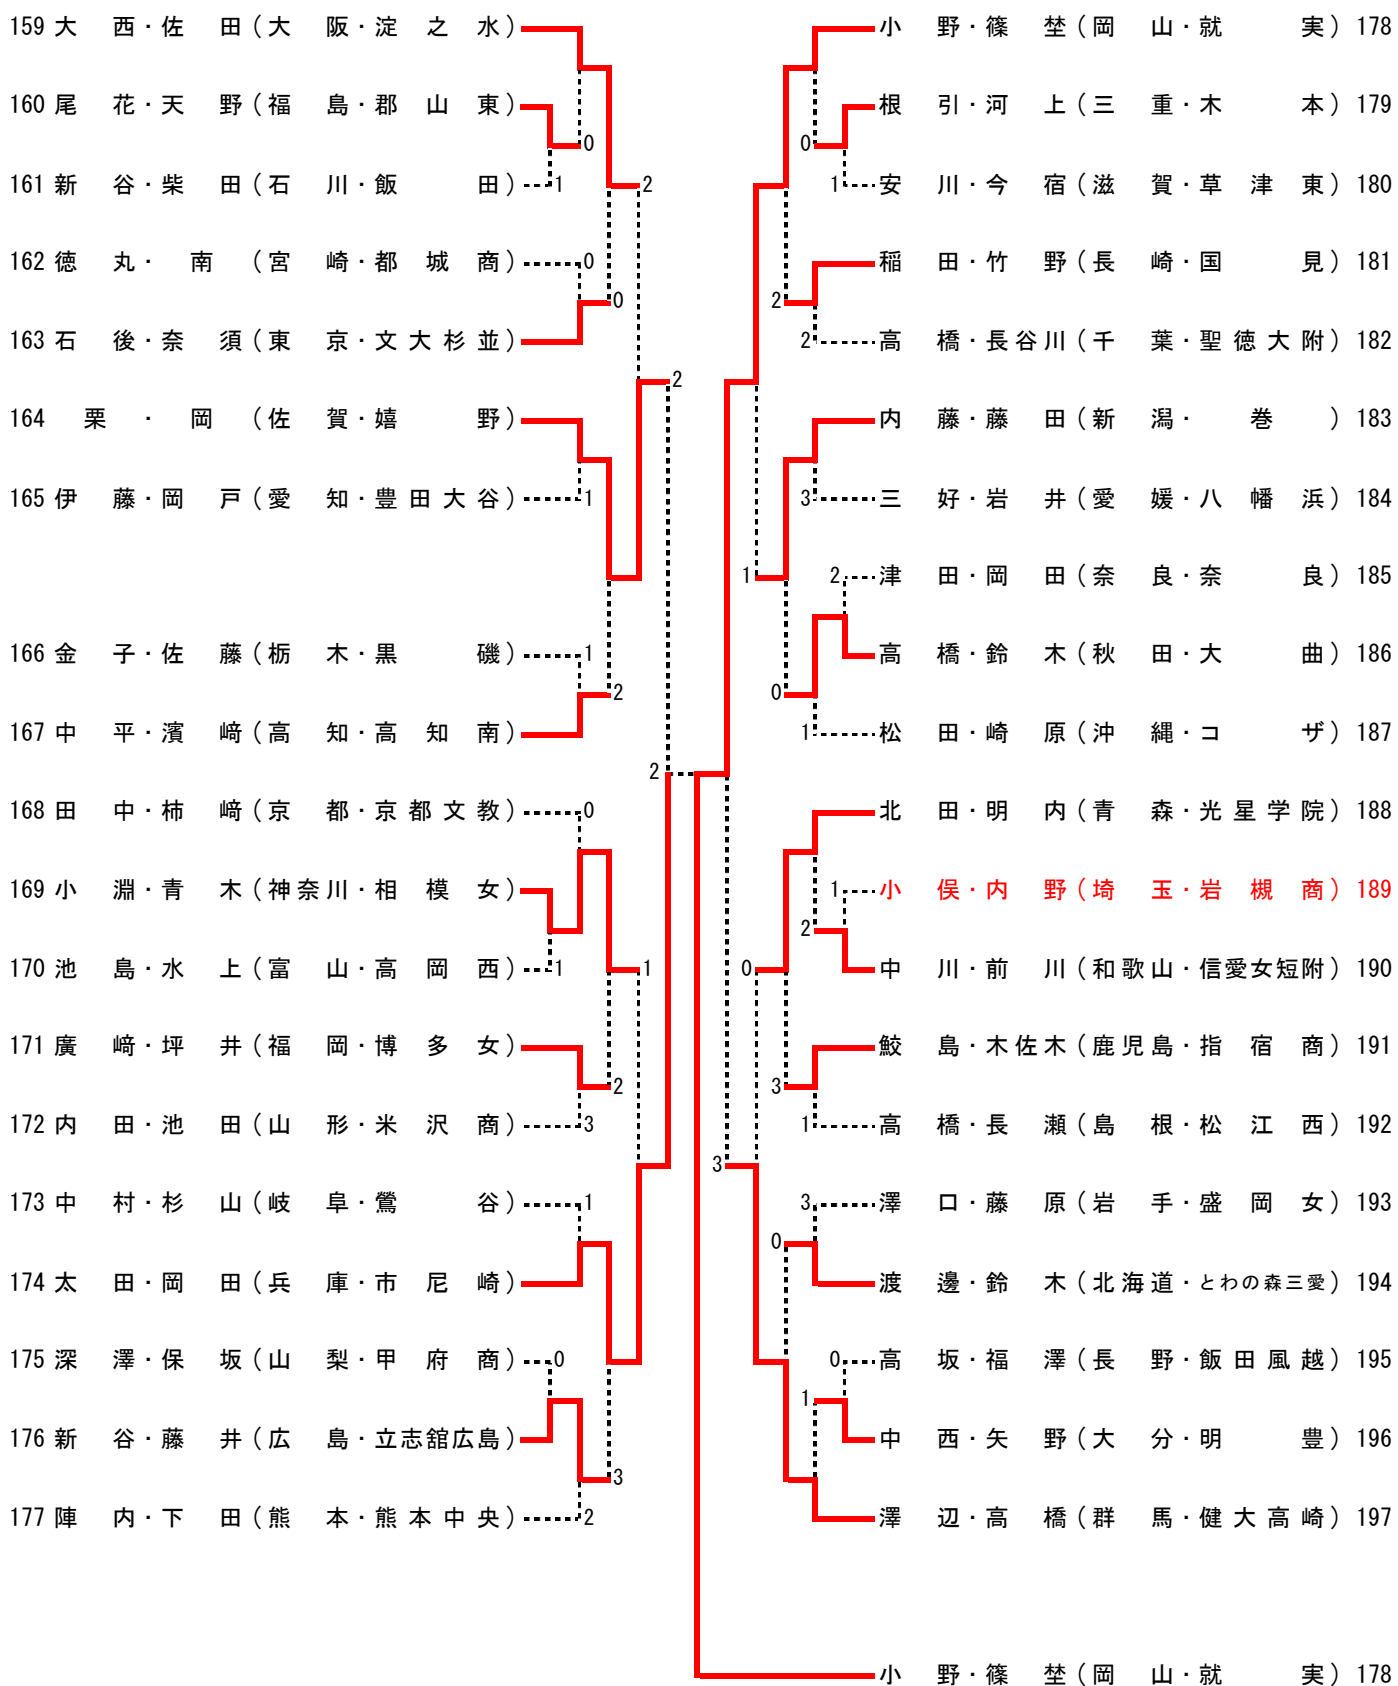 159 大西・佐田(大阪・淀之水)
160 尾花・天野(福島・郡山東)
0
161 新谷・柴田(石川・飯田)
1
2
162 徳丸・南(宮崎・都城商)
0
0
163 石後・奈須(東京・文大杉並)
2
164 栗・岡(佐賀・嬉野)
165 伊藤・岡戸(愛知・豊田大谷)
1
166 金子・佐藤(栃木・黒磯)
1
2
167 中平・濱﨑(高知・高知南)
2
168 田中・柿﨑(京都・京都文教)
0
169 小淵・青木(神奈川・相模女)
170 池島・水上(富山・高岡西)
1
1
171 廣﨑・坪井(福岡・博多女)
2
172 内田・池田(山形・米沢商)
3
173 中村・杉山(岐阜・鶯谷)
1
174 太田・岡田(兵庫・市尼崎)
175 深澤・保坂(山梨・甲府商)
0
176 新谷・藤井(広島・立志舘広島)
3
177 陣内・下田(熊本・熊本中央)
2
小野・篠埜(岡山・就実) 178
根引・河上(三重・木本) 179
0
1
安川・今宿(滋賀・草津東) 180
稲田・竹野(長崎・国見) 181
2
2
高橋・長谷川(千葉・聖徳大附) 182
内藤・藤田(新潟・巻) 183
3
三好・岩井(愛媛・八幡浜) 184
1
2
津田・岡田(奈良・奈良) 185
高橋・鈴木(秋田・大曲) 186
0
1
松田・崎原(沖縄・コザ) 187
北田・明内(青森・光星学院) 188
1
小俣・内野(埼玉・岩槻商) 189
2
0
中川・前川(和歌山・信愛女短附) 190
鮫島・木佐木(鹿児島・指宿商) 191
3
1
高橋・長瀬(島根・松江西) 192
3
3
澤口・藤原(岩手・盛岡女) 193
0
渡邊・鈴木(北海道・とわの森三愛) 194
0
高坂・福澤(長野・飯田風越) 195
1
中西・矢野(大分・明豊) 196
澤辺・高橋(群馬・健大高崎) 197
小野・篠埜(岡山・就実) 178